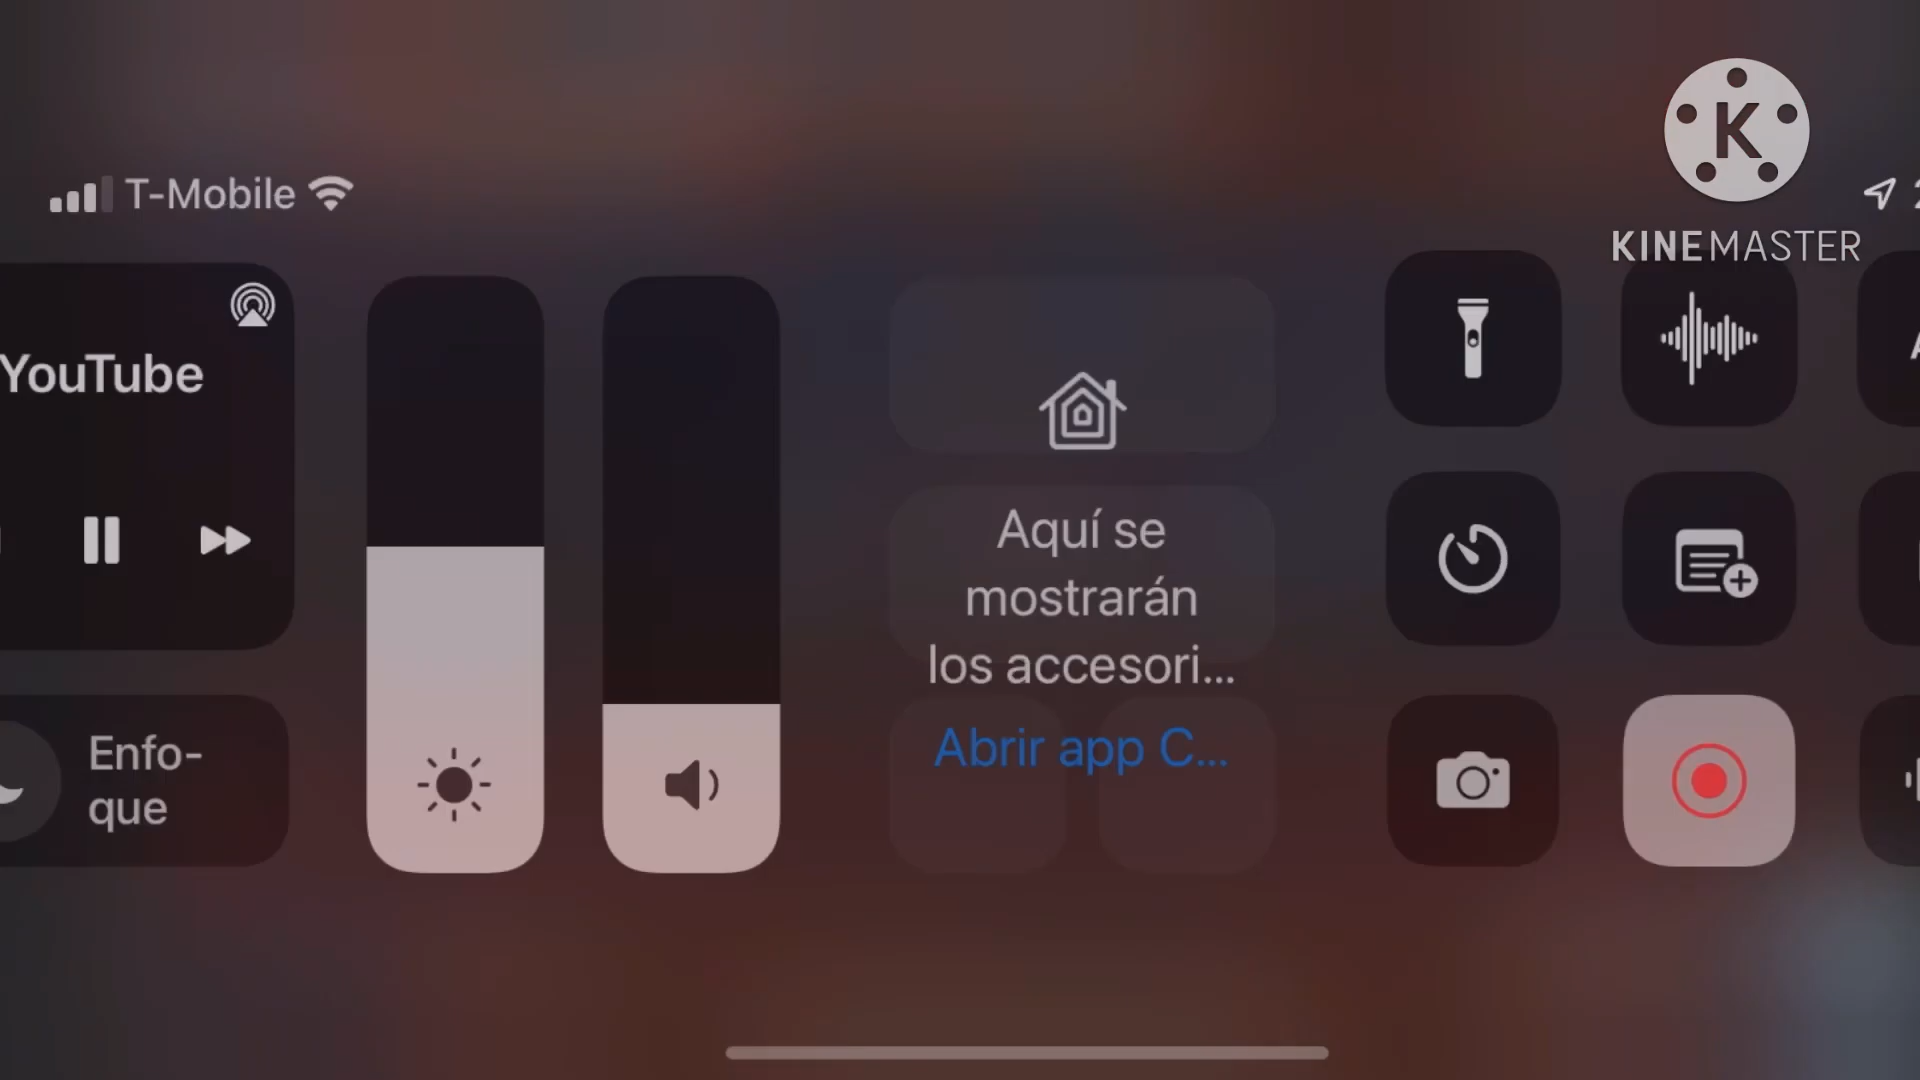 K
KINEMASTER
T-Mobile
YouTube
Aquí se
mostrarán
los accesori...
Abrir app C...
Enfo-
que